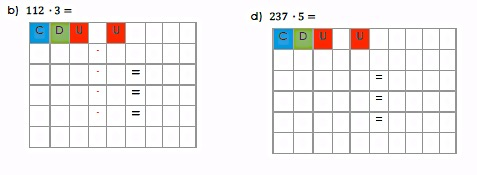 b) 112 · 3 =
C D U U
·
· =
· =
· =
d) 237 · 5 =
C D U U
=
=
=